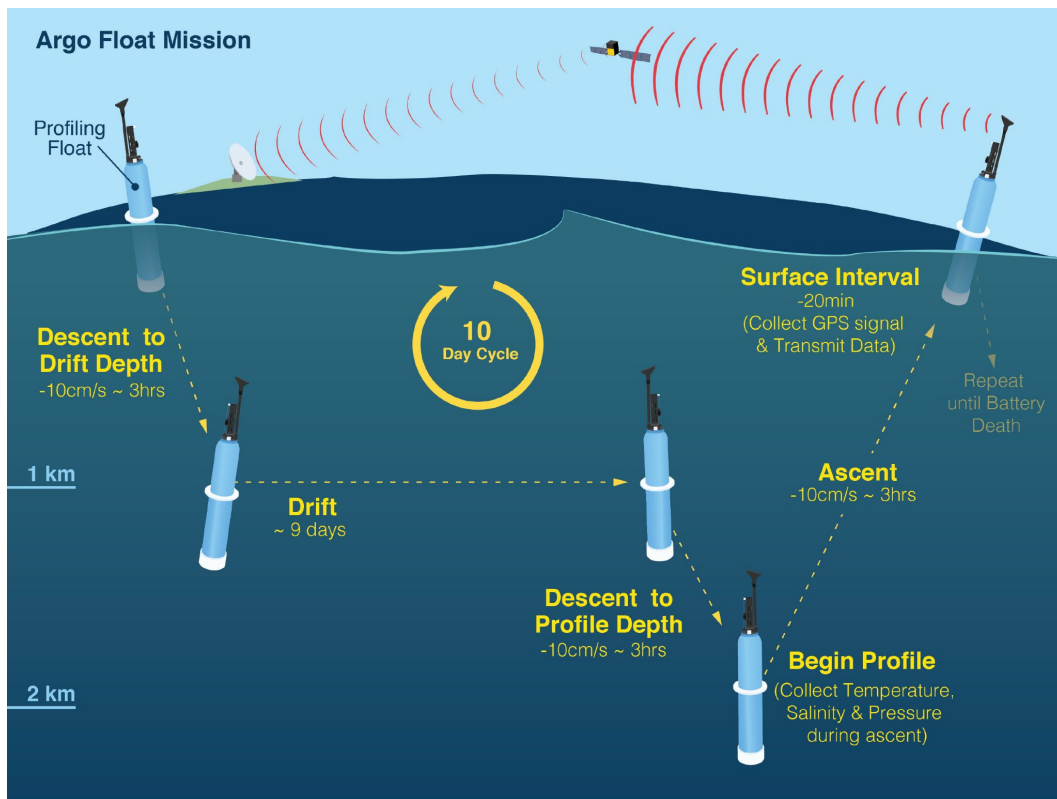 Argo Float Mission
Profiling
Float
Descent to
Drift Depth
-10cm/s ~ 3hrs
10
Day Cycle
Surface Interval
-20min
(Collect GPS signal
& Transmit Data)
Repeat
until Battery
Death
1 km
Drift
~ 9 days
Ascent
-10cm/s ~ 3hrs
Descent to
Profile Depth
-10cm/s ~ 3hrs
Begin Profile
(Collect Temperature,
Salinity & Pressure
during ascent)
2 km